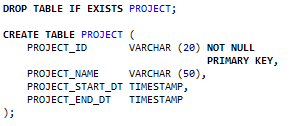 DROP TABLE IF EXISTS PROJECT;
CREATE TABLE PROJECT (
PROJECT_ID VARCHAR (20) NOT NULL
PRIMARY KEY,
PROJECT_NAME VARCHAR (50),
PROJECT_START_DT TIMESTAMP,
PROJECT_END_DT TIMESTAMP
);